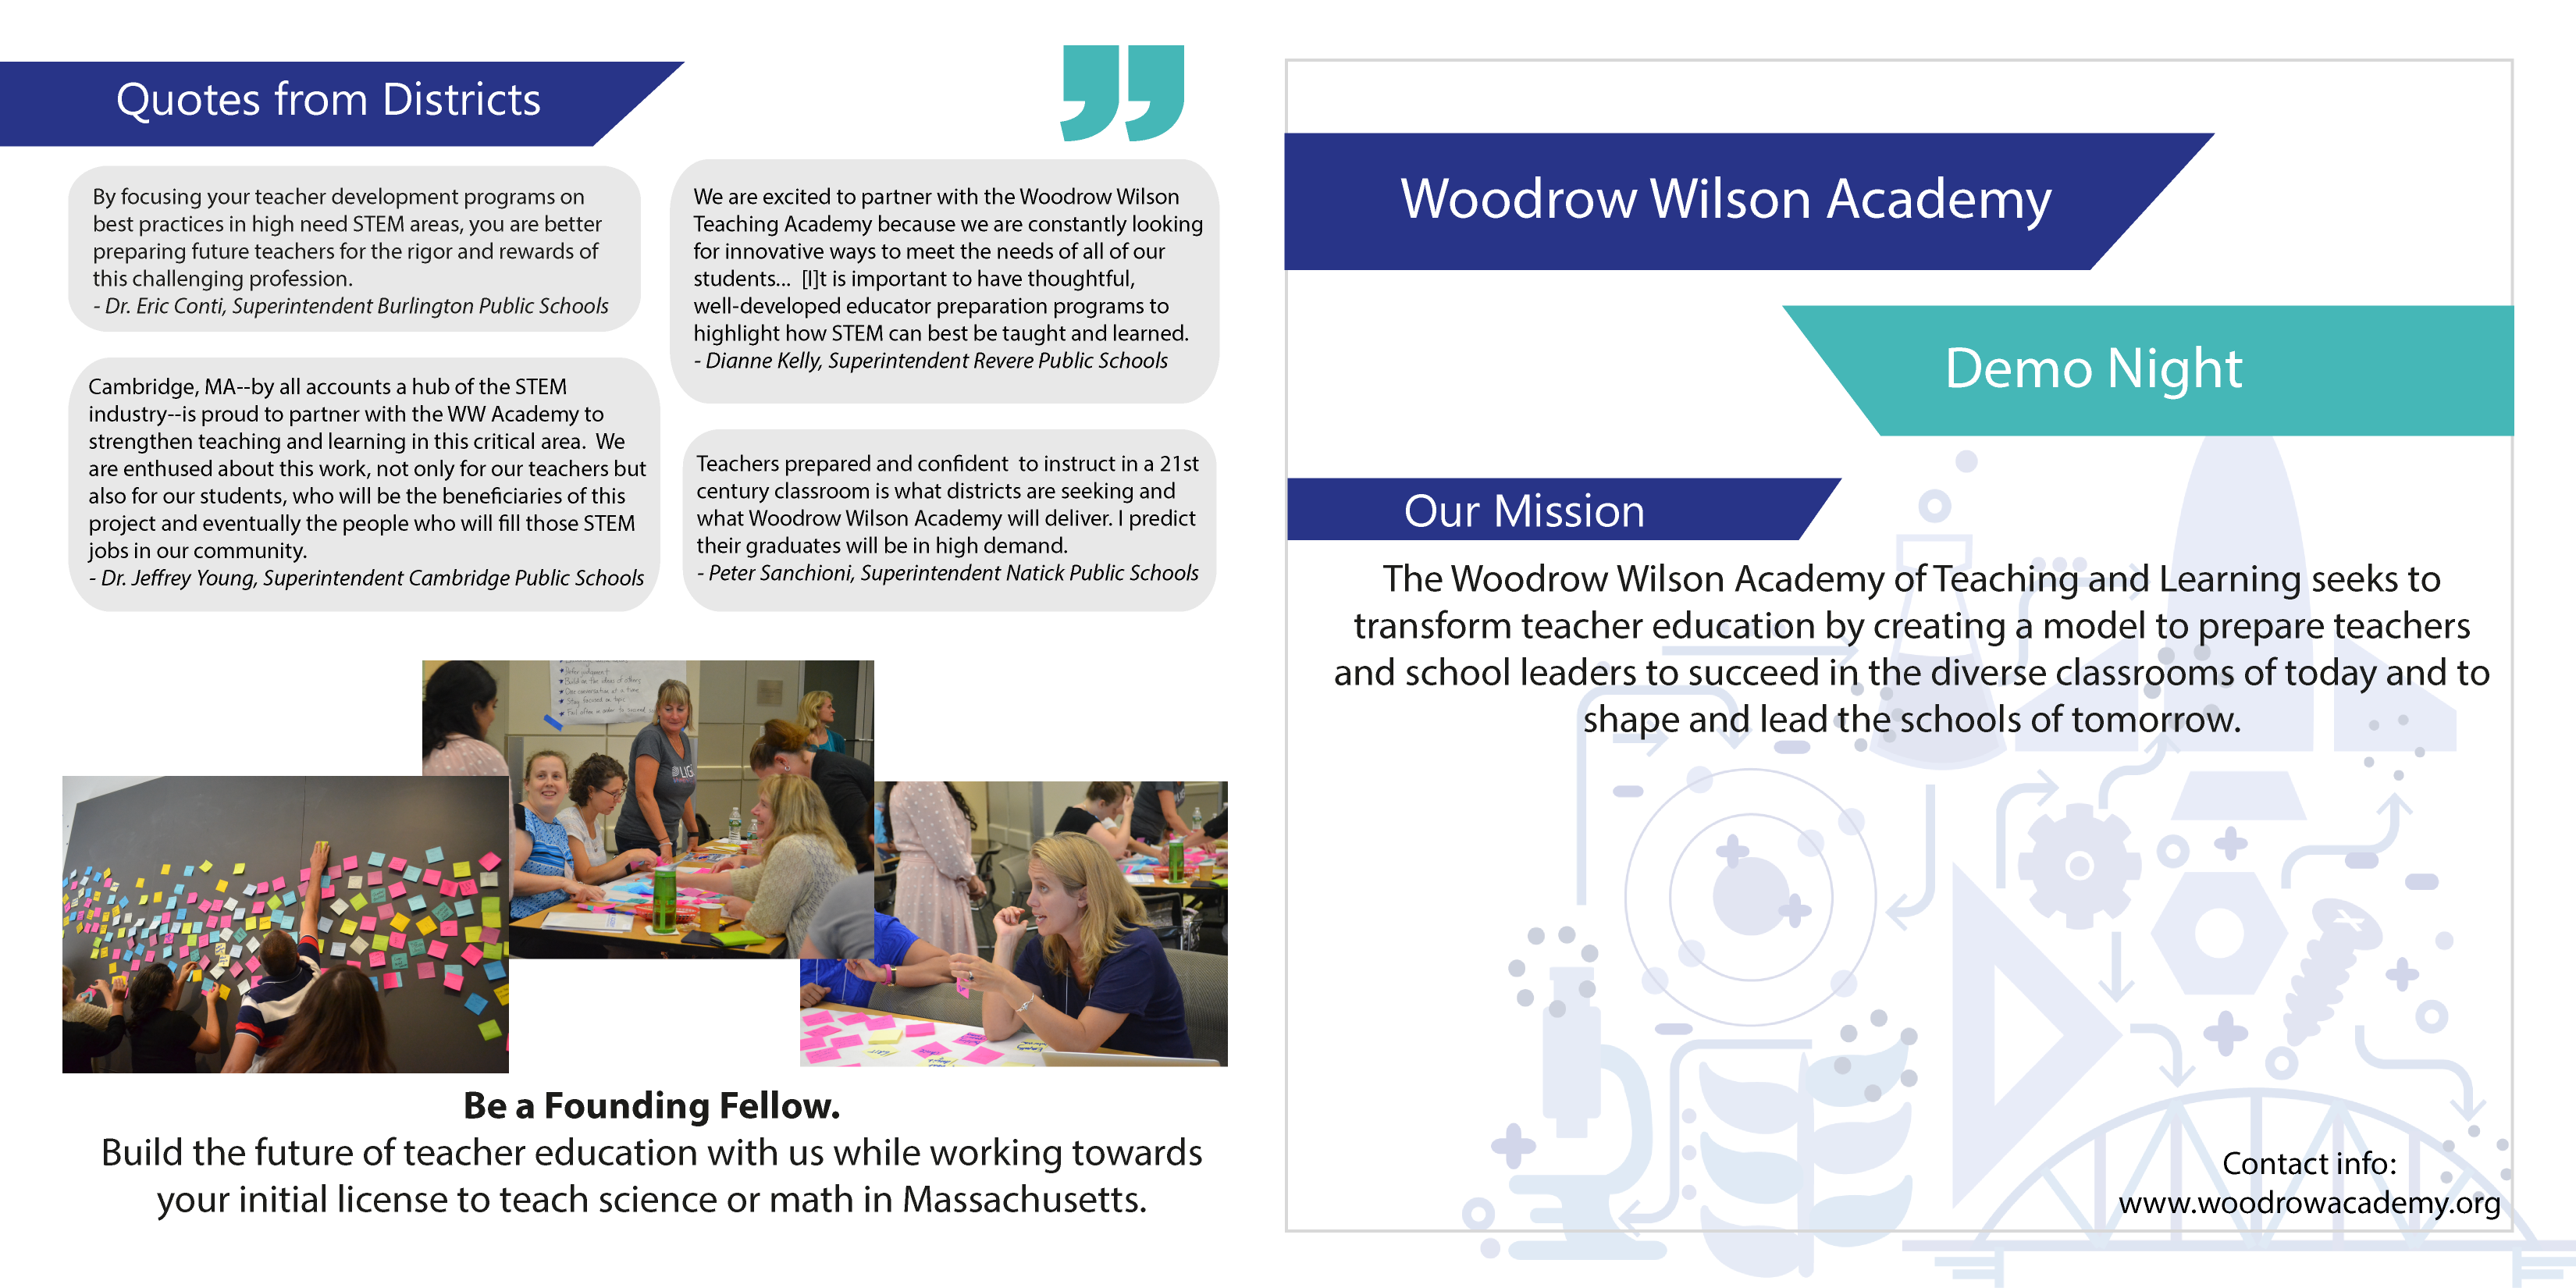 Quotes from Districts
By focusing your teacher development programs on
best practices in high need STEM areas, you are better
preparing future teachers for the rigor and rewards of
this challenging profession.
- Dr. Eric Conti, Superintendent Burlington Public Schools
Cambridge, MA--by all accounts a hub of the STEM
industry--is proud to partner with the WW Academy to
strengthen teaching and learning in this critical area.  We
are enthused about this work, not only for our teachers but
also for our students, who will be the beneficiaries of this
project and eventually the people who will fill those STEM
jobs in our community.
- Dr. Jeffrey Young, Superintendent Cambridge Public Schools
We are excited to partner with the Woodrow Wilson
Teaching Academy because we are constantly looking
for innovative ways to meet the needs of all of our
students...  [I]t is important to have thoughtful,
well-developed educator preparation programs to
highlight how STEM can best be taught and learned.
- Dianne Kelly, Superintendent Revere Public Schools
Teachers prepared and confident  to instruct in a 21st
century classroom is what districts are seeking and
what Woodrow Wilson Academy will deliver. I predict
their graduates will be in high demand.
- Peter Sanchioni, Superintendent Natick Public Schools
Build on the ideas of others
One conversation at a time
Stay focused on topic
Be a Founding Fellow.
Build the future of teacher education with us while working towards
your initial license to teach science or math in Massachusetts.
Woodrow Wilson Academy
Demo Night
Our Mission
The Woodrow Wilson Academy of Teaching and Learning seeks to
transform teacher education by creating a model to prepare teachers
and school leaders to succeed in the diverse classrooms of today and to
shape and lead the schools of tomorrow.
Contact info:
www.woodrowacademy.org